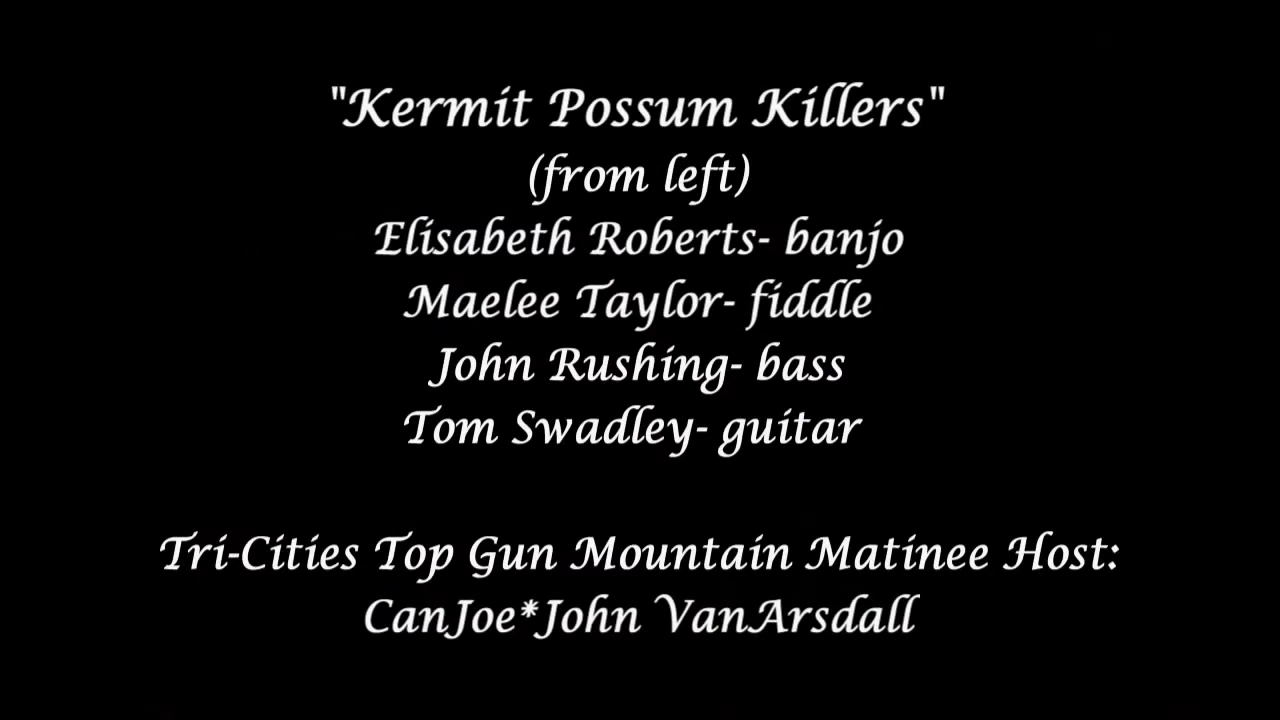 "Kermit Possum Killers"
(from left)
Elisabeth Roberts- banjo
Maelee Taylor- fiddle
John Rushing- bass
Tom Swadley- guitar
Tri-Cities Top Gun Mountain Matinee Host:
CanJoe*John VanArsdall